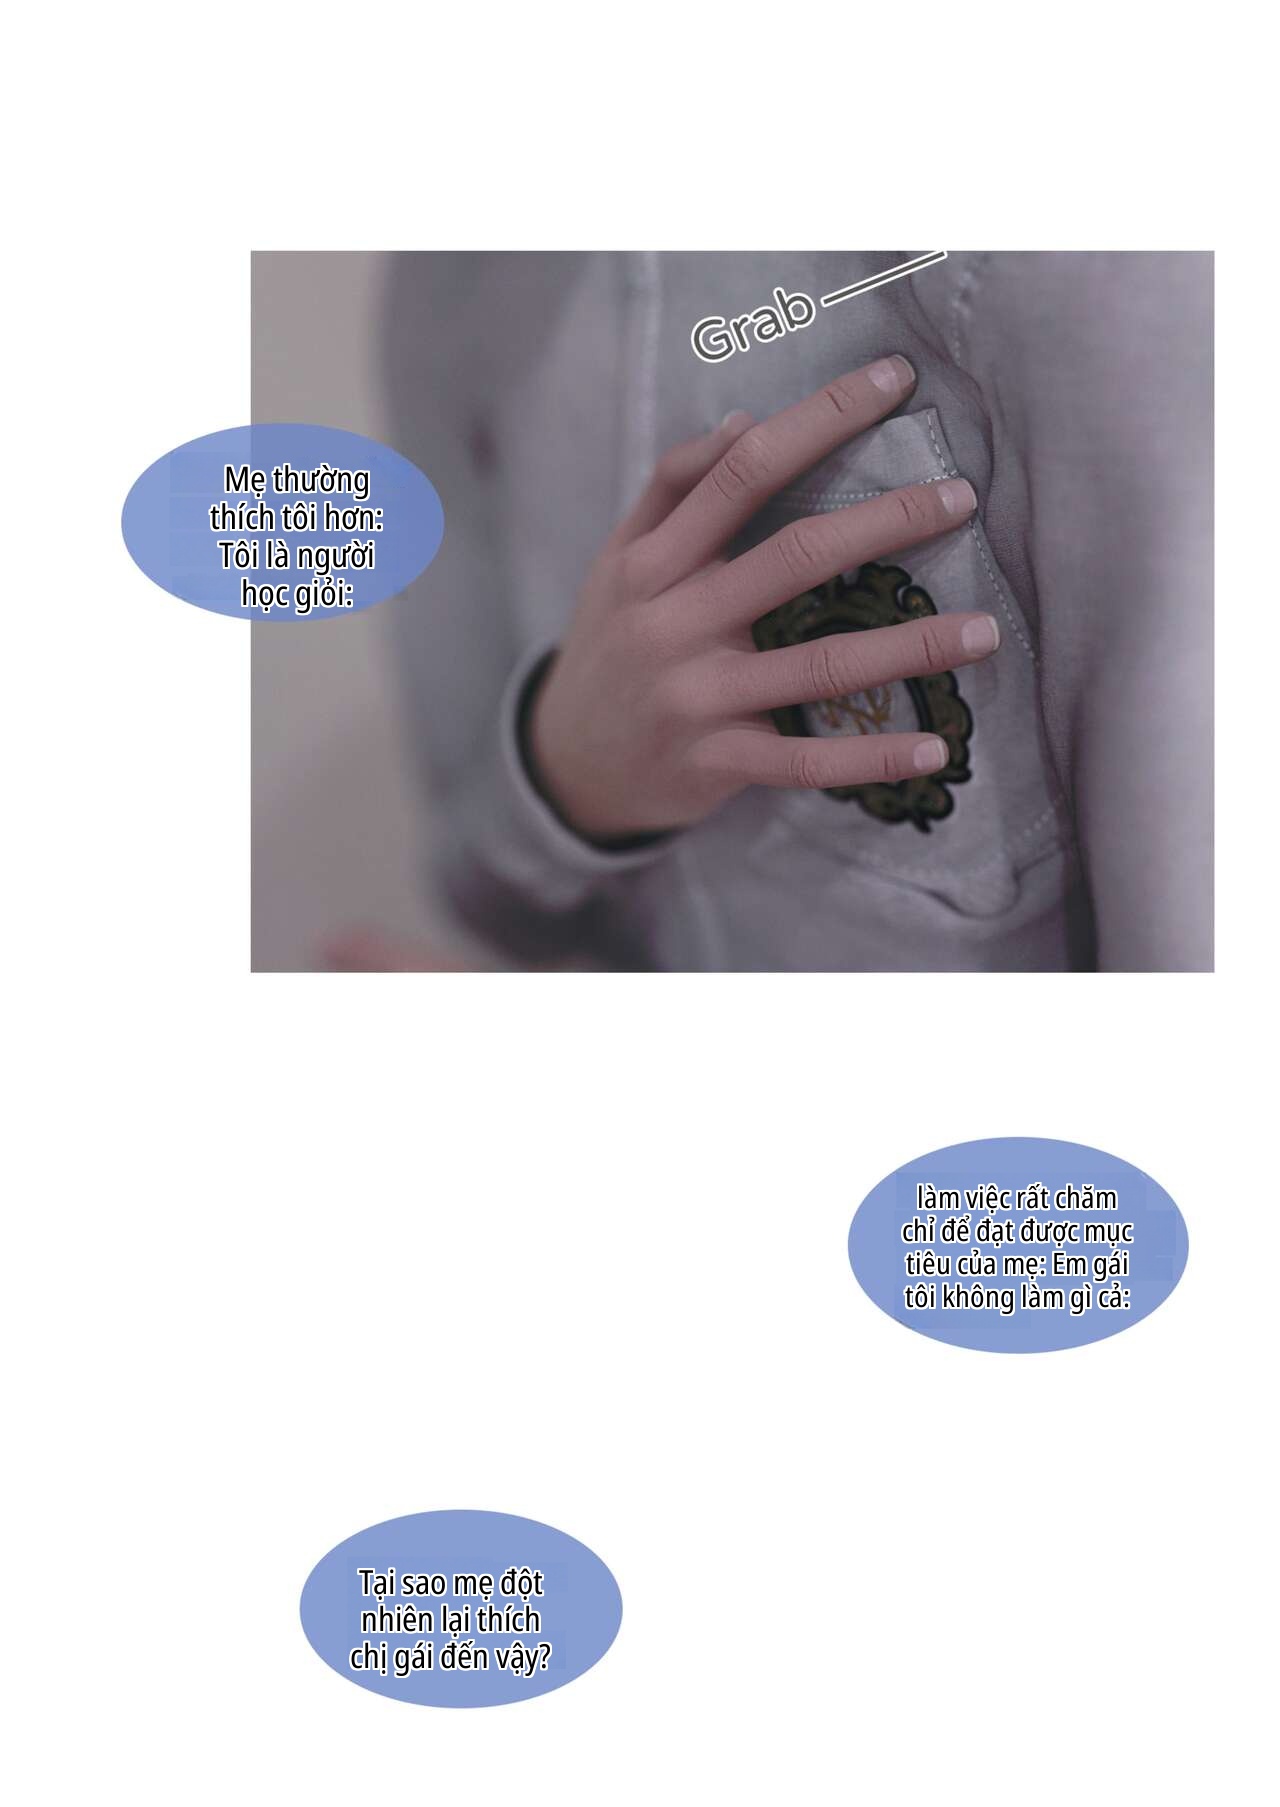 Grab
Mẹ thường
thích tôi hơn:
Tôi là người
học giỏi:
làm việc rất chăm
chỉ để đạt được mục
tiêu của mẹ: Em gái
tôi không làm gì cả:
Tại sao mẹ đột
nhiên lại thích
chị gái đến vậy?